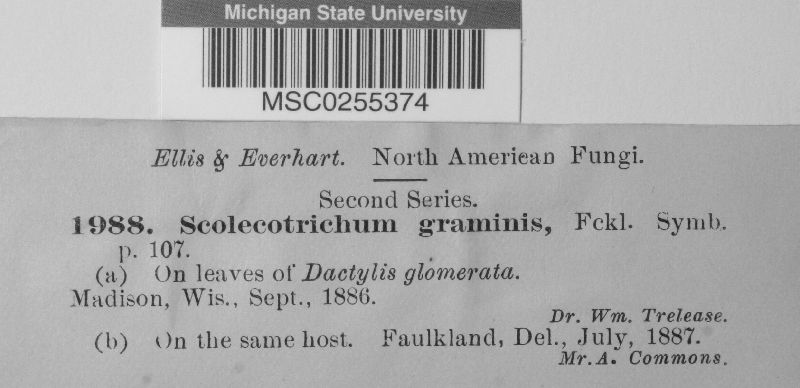 Michigan State University
MSC0255374
Ellis & Everhart. North American Fungi.
Second Series.
1988. Scolecotrichum graminis, Fckl. Symb.
p. 107.
(a) On leaves of Dactylis glomerata.
Madison, Wis., Sept., 1886.
Dr. Wm. Trelease.
(b) On the same host. Faulkland, Del., July, 1887.
Mr. A. Commons.